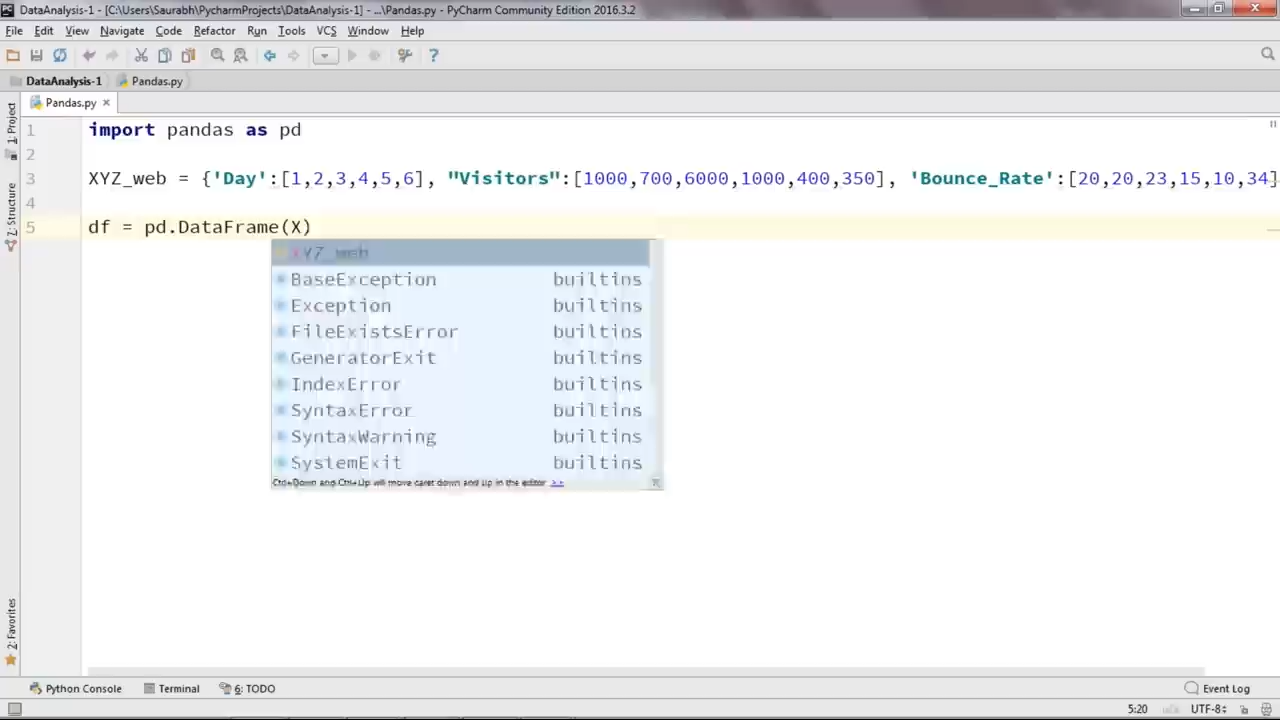 DataAnalysis-1 - [C:\Users\Saurabh\PycharmProjects\DataAnalysis-1] - ...\Pandas.py - PyCharm Community Edition 2016.3.2
File Edit View Navigate Code Refactor Run Tools VCS Window Help
DataAnalysis-1 Pandas.py
Pandas.py
1: Project
Z: Structure
2: Favorites
1 import pandas as pd
2
3 XYZ_web = {'Day':[1,2,3,4,5,6], "Visitors":[1000,700,6000,1000,400,350], 'Bounce_Rate':[20,20,23,15,10,34]
4
5 df = pd.DataFrame(X)
XYZ_web
BaseException builtins
Exception builtins
FileExistsError builtins
GeneratorExit builtins
IndexError builtins
SyntaxError builtins
SyntaxWarning builtins
SystemExit builtins
Ctrl+Down and Ctrl+Up will move caret down and up in the editor >>
Python Console Terminal 6: TODO Event Log
5:20 UTF-8